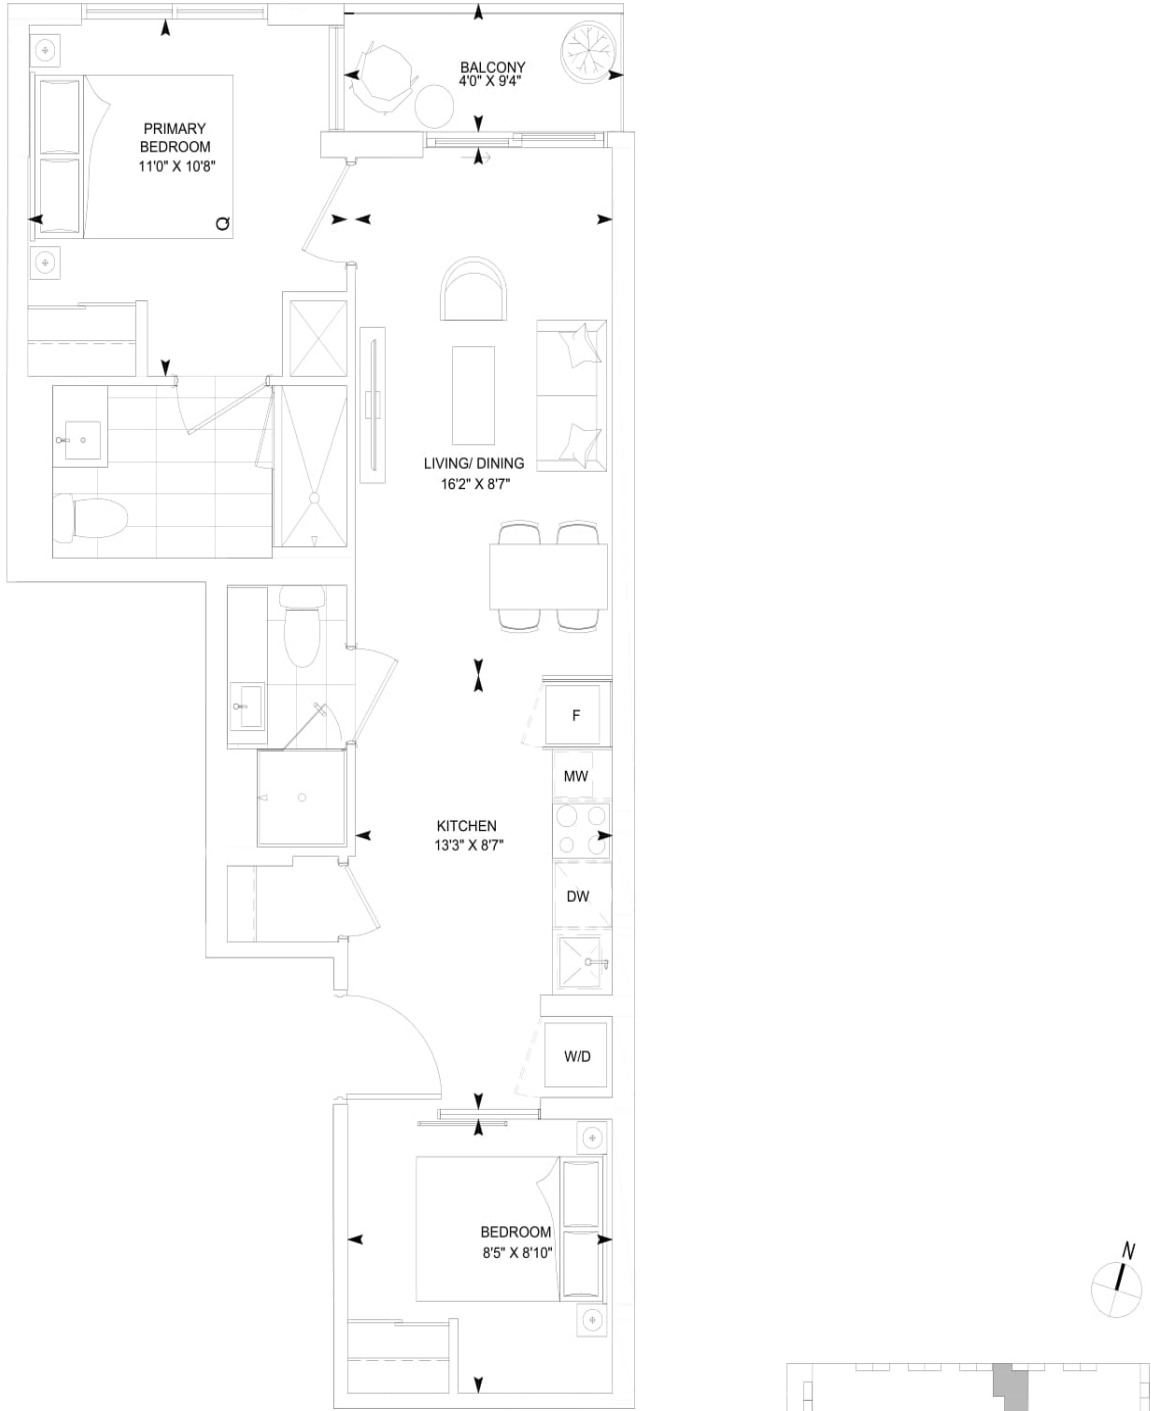 BALCONY
4'0" X 9'4"
PRIMARY
BEDROOM
11'0" X 10'8"
Q
LIVING/ DINING
16'2" X 8'7"
F
MW
KITCHEN
13'3" X 8'7"
DW
W/D
BEDROOM
8'5" X 8'10"
N